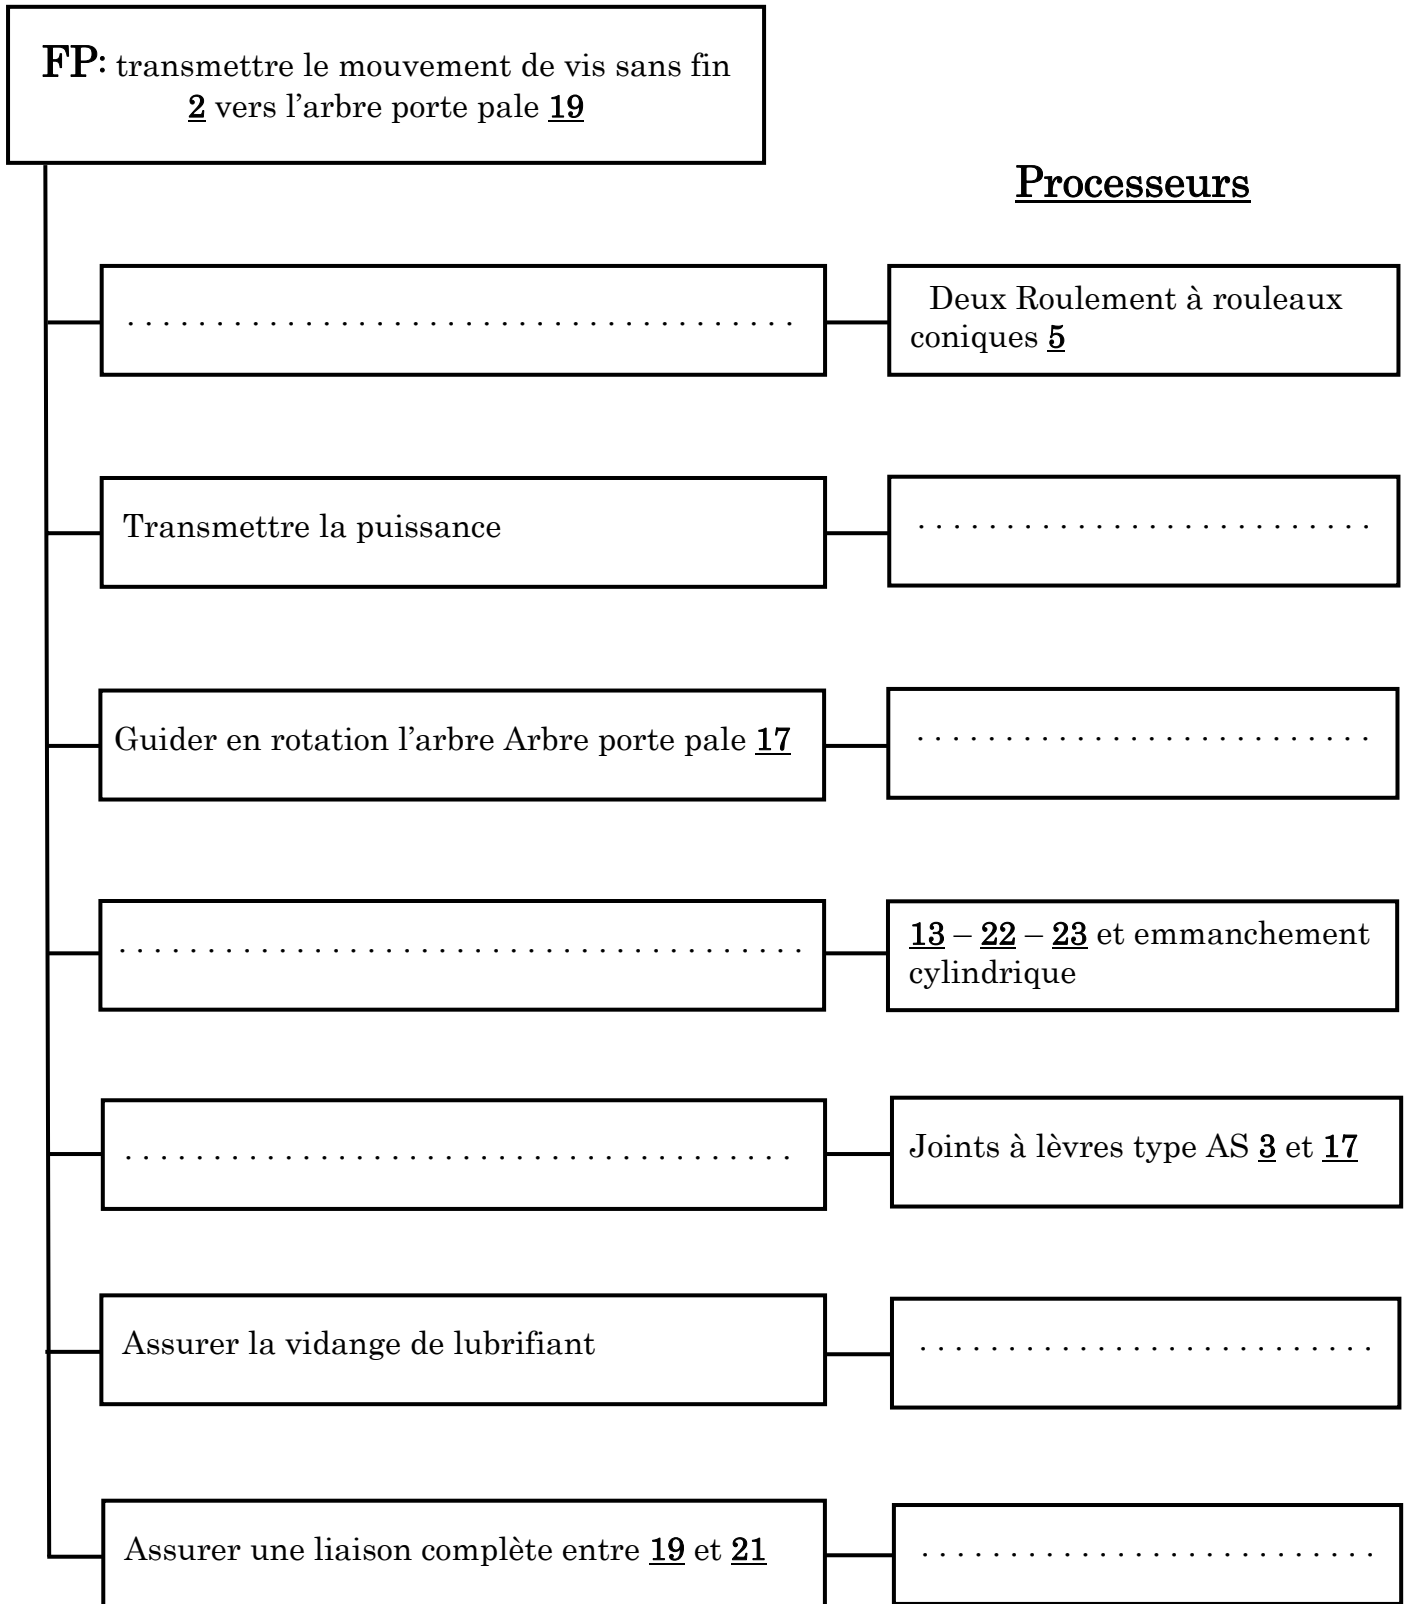 FP: transmettre le mouvement de vis sans fin
2 vers l’arbre porte pale 19
Processeurs
. . . . . . . . . . . . . . . . . . . . . . . . . . . . . . . . . . . . . .
Deux Roulement à rouleaux
coniques 5
Transmettre la puissance
. . . . . . . . . . . . . . . . . . . . . . . . . .
Guider en rotation l’arbre Arbre porte pale 17
. . . . . . . . . . . . . . . . . . . . . . . . . .
. . . . . . . . . . . . . . . . . . . . . . . . . . . . . . . . . . . . . . .
13 – 22 – 23 et emmanchement
cylindrique
. . . . . . . . . . . . . . . . . . . . . . . . . . . . . . . . . . . . . .
Joints à lèvres type AS 3 et 17
Assurer la vidange de lubrifiant
. . . . . . . . . . . . . . . . . . . . . . . . . .
Assurer une liaison complète entre 19 et 21
. . . . . . . . . . . . . . . . . . . . . . . . . .